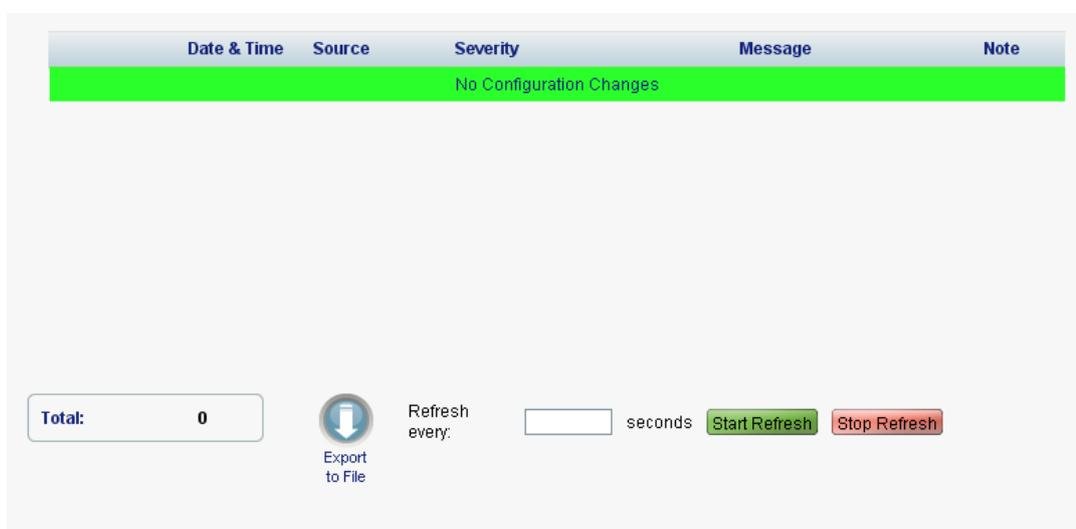 Date & Time Source Severity Message Note
No Configuration Changes
Total: 0
Export
to File
Refresh
every:
seconds
Start Refresh
Stop Refresh